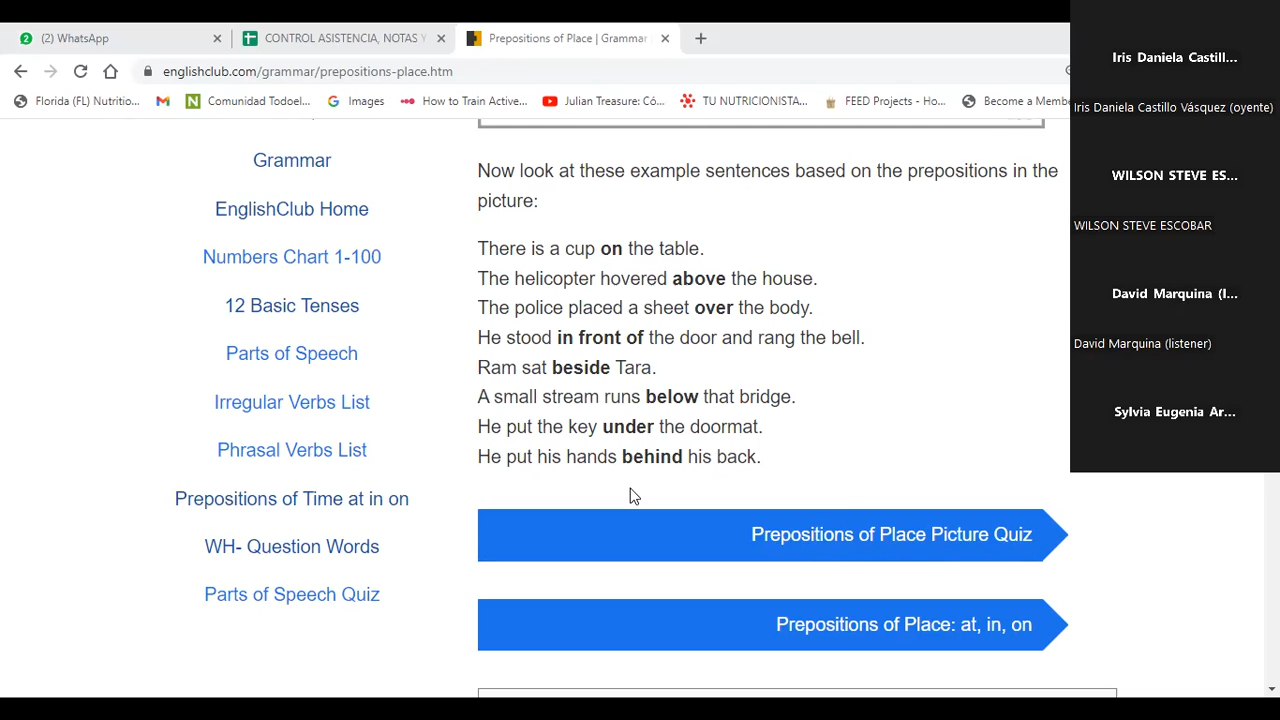 (2) WhatsApp
CONTROL ASISTENCIA, NOTAS Y
Prepositions of Place | Grammar
englishclub.com/grammar/prepositions-place.htm
Florida (FL) Nutritio...
Comunidad Todoel...
Images
How to Train Active...
Julian Treasure: Có...
TU NUTRICIONISTA...
FEED Projects - Ho...
Become a Membe
Grammar
EnglishClub Home
Numbers Chart 1-100
12 Basic Tenses
Parts of Speech
Irregular Verbs List
Phrasal Verbs List
Prepositions of Time at in on
WH- Question Words
Parts of Speech Quiz
Now look at these example sentences based on the prepositions in the
picture:
There is a cup on the table.
The helicopter hovered above the house.
The police placed a sheet over the body.
He stood in front of the door and rang the bell.
Ram sat beside Tara.
A small stream runs below that bridge.
He put the key under the doormat.
He put his hands behind his back.
Prepositions of Place Picture Quiz
Prepositions of Place: at, in, on
Iris Daniela Castill...
Iris Daniela Castillo Vásquez (oyente)
WILSON STEVE ES...
WILSON STEVE ESCOBAR
David Marquina (l...
David Marquina (listener)
Sylvia Eugenia Ar...